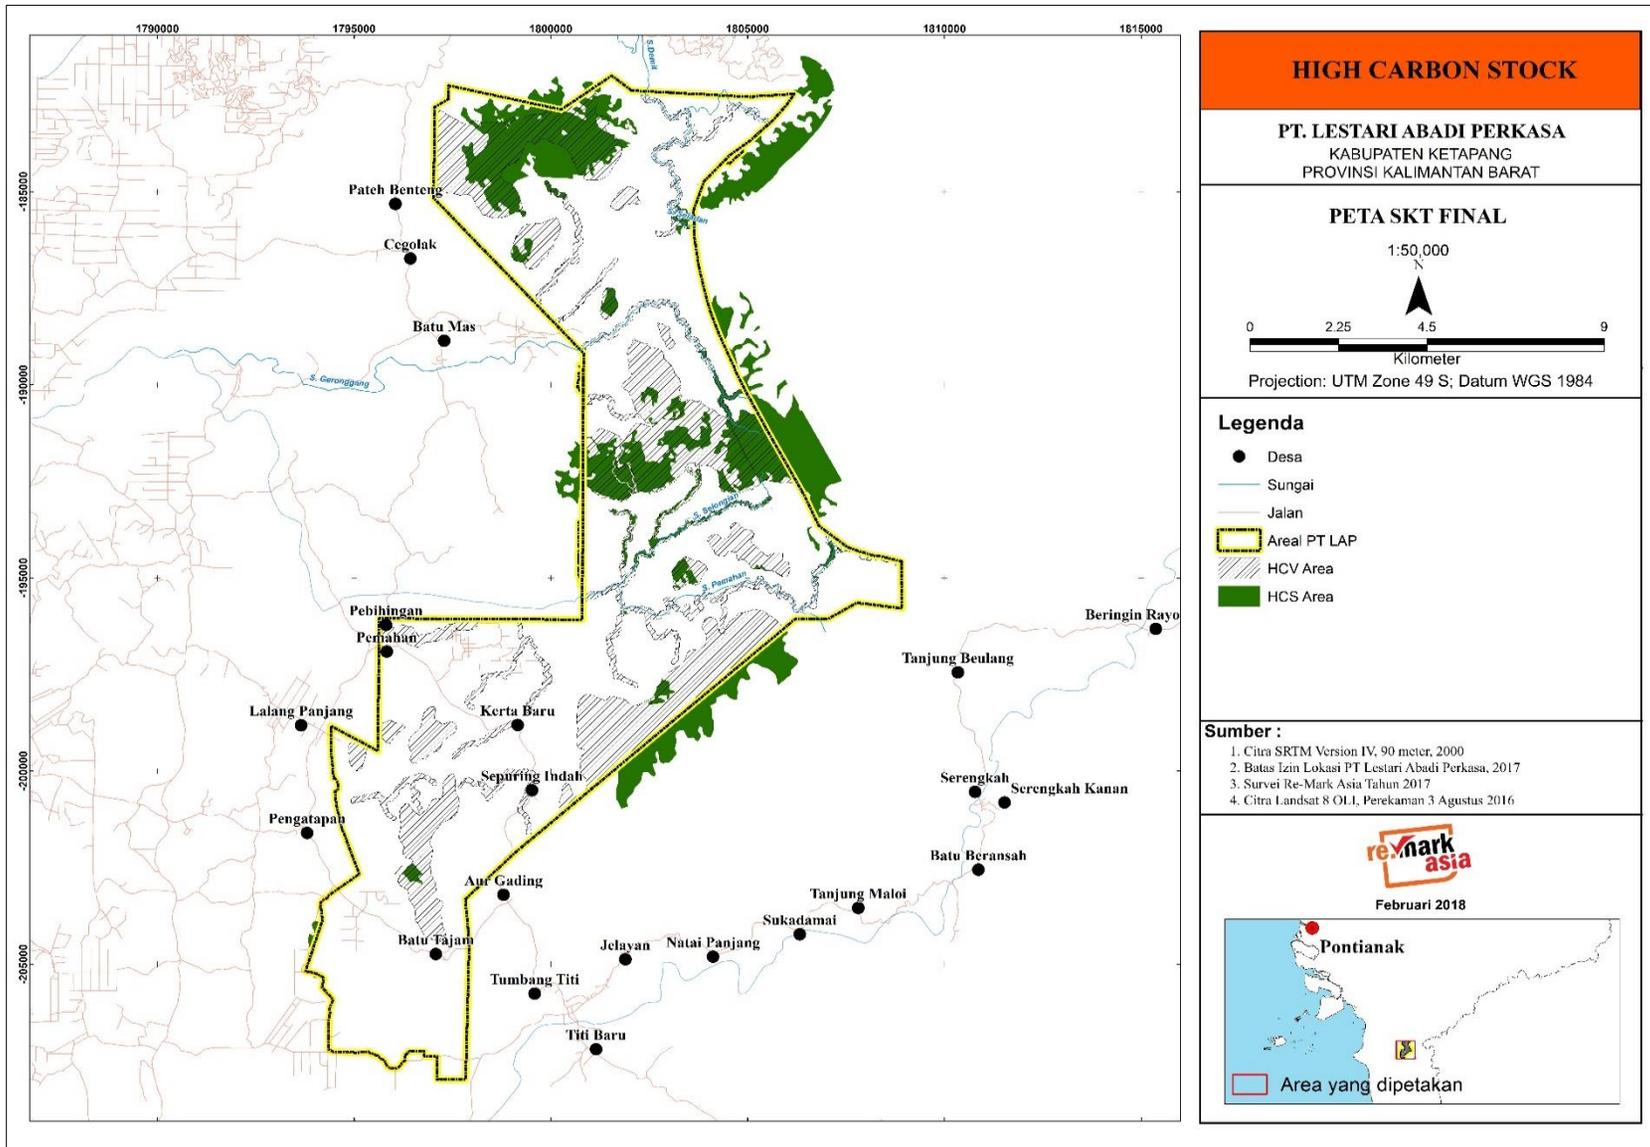 1790000 1795000 1800000 1805000 1810000 1815000
-185000
-190000
-195000
-200000
-205000
S.Demit
Pateh Benteng
Cegolak
Batu Mas
S. Geronggang
S. Selongian
S. Pemahan
Pebihingan
Pemahan
Beringin Rayo
Tanjung Beulang
Lalang Panjang
Kerta Baru
Sepuring Indah
Serengkah
Serengkah Kanan
Pengatapan
Batu Beransah
Aur Gading
Tanjung Maloi
Sukadamai
Batu Tajam
Jelayan
Natai Panjang
Tumbang Titi
Titi Baru
HIGH CARBON STOCK
PT. LESTARI ABADI PERKASA
KABUPATEN KETAPANG
PROVINSI KALIMANTAN BARAT
PETA SKT FINAL
1:50,000
N
0 2.25 4.5 9
Kilometer
Projection: UTM Zone 49 S; Datum WGS 1984
Legenda
Desa
Sungai
Jalan
Areal PT LAP
HCV Area
HCS Area
Sumber :
1. Citra SRTM Version IV, 90 meter, 2000
2. Batas Izin Lokasi PT Lestari Abadi Perkasa, 2017
3. Survei Re-Mark Asia Tahun 2017
4. Citra Landsat 8 OLI, Perekaman 3 Agustus 2016
re.mark
asia
Februari 2018
Pontianak
Area yang dipetakan